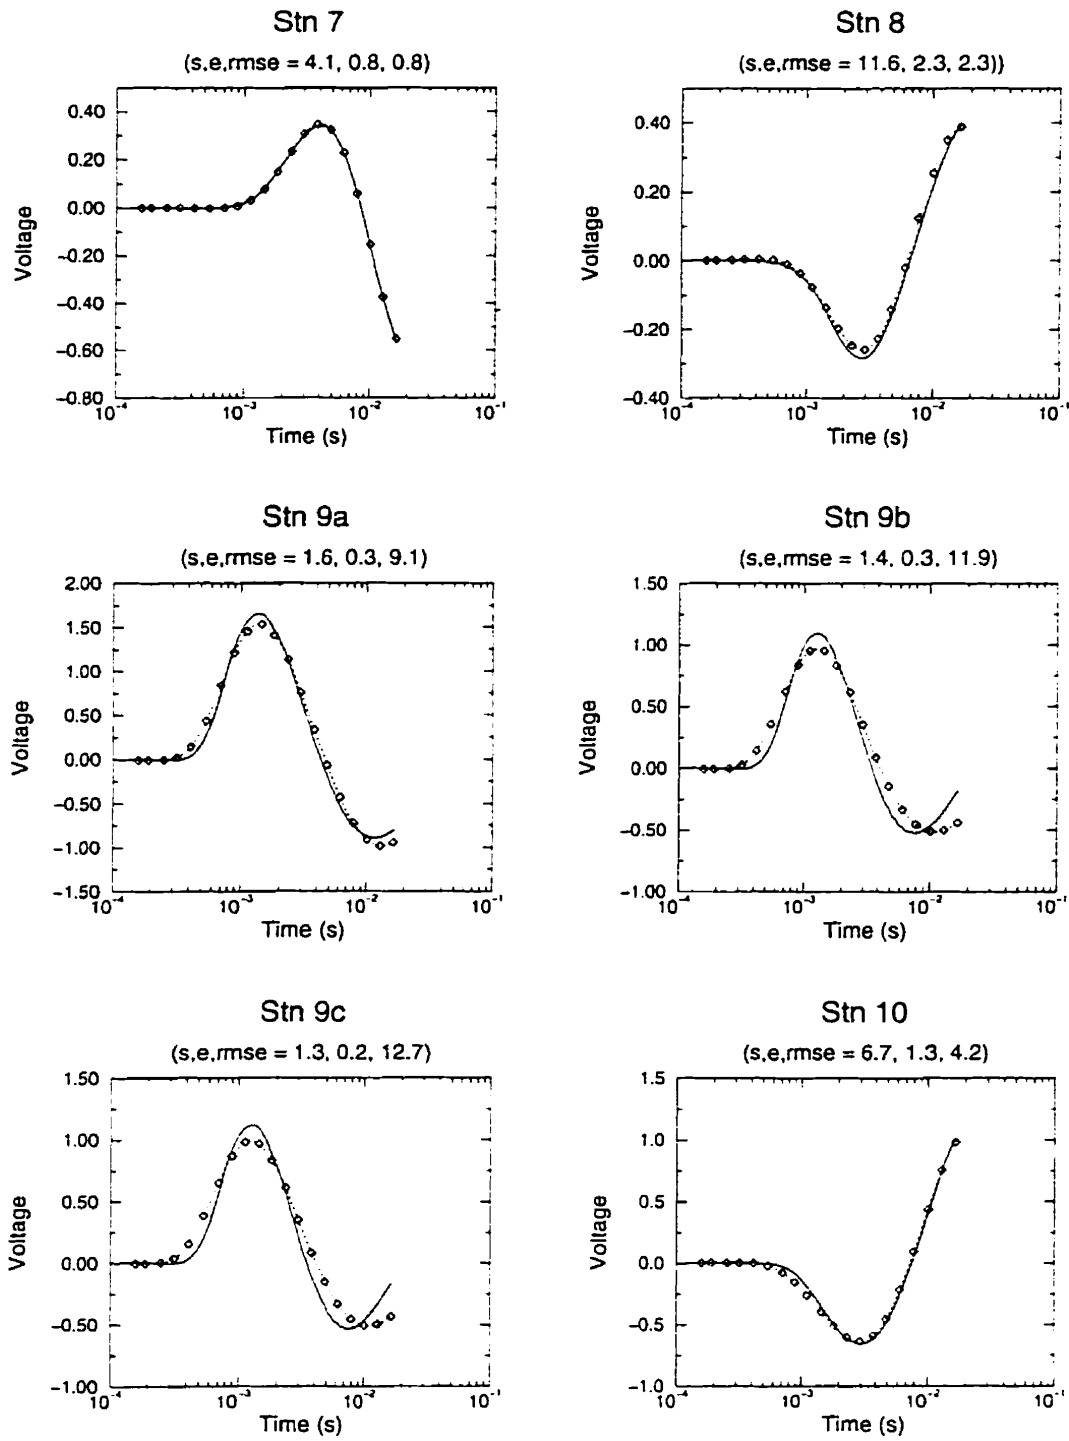 Stn 7
(s,e,rmse = 4.1, 0.8, 0.8)
0.40
0.20
0.00
-0.20
-0.40
-0.60
-0.80
Voltage
10⁻⁴ 10⁻³ 10⁻² 10⁻¹
Time (s)
Stn 8
(s,e,rmse = 11.6, 2.3, 2.3))
0.40
0.20
0.00
-0.20
-0.40
Voltage
10⁻⁴ 10⁻³ 10⁻² 10⁻¹
Time (s)
Stn 9a
(s,e,rmse = 1.6, 0.3, 9.1)
2.00
1.50
1.00
0.50
0.00
-0.50
-1.00
-1.50
Voltage
10⁻⁴ 10⁻³ 10⁻² 10⁻¹
Time (s)
Stn 9b
(s,e,rmse = 1.4, 0.3, 11.9)
1.50
1.00
0.50
0.00
-0.50
-1.00
Voltage
10⁻⁴ 10⁻³ 10⁻² 10⁻¹
Time (s)
Stn 9c
(s,e,rmse = 1.3, 0.2, 12.7)
1.50
1.00
0.50
0.00
-0.50
-1.00
Voltage
10⁻⁴ 10⁻³ 10⁻² 10⁻¹
Time (s)
Stn 10
(s,e,rmse = 6.7, 1.3, 4.2)
1.5
1.0
0.5
0.0
-0.5
-1.0
Voltage
10⁻⁴ 10⁻³ 10⁻² 10⁻¹
Time (s)